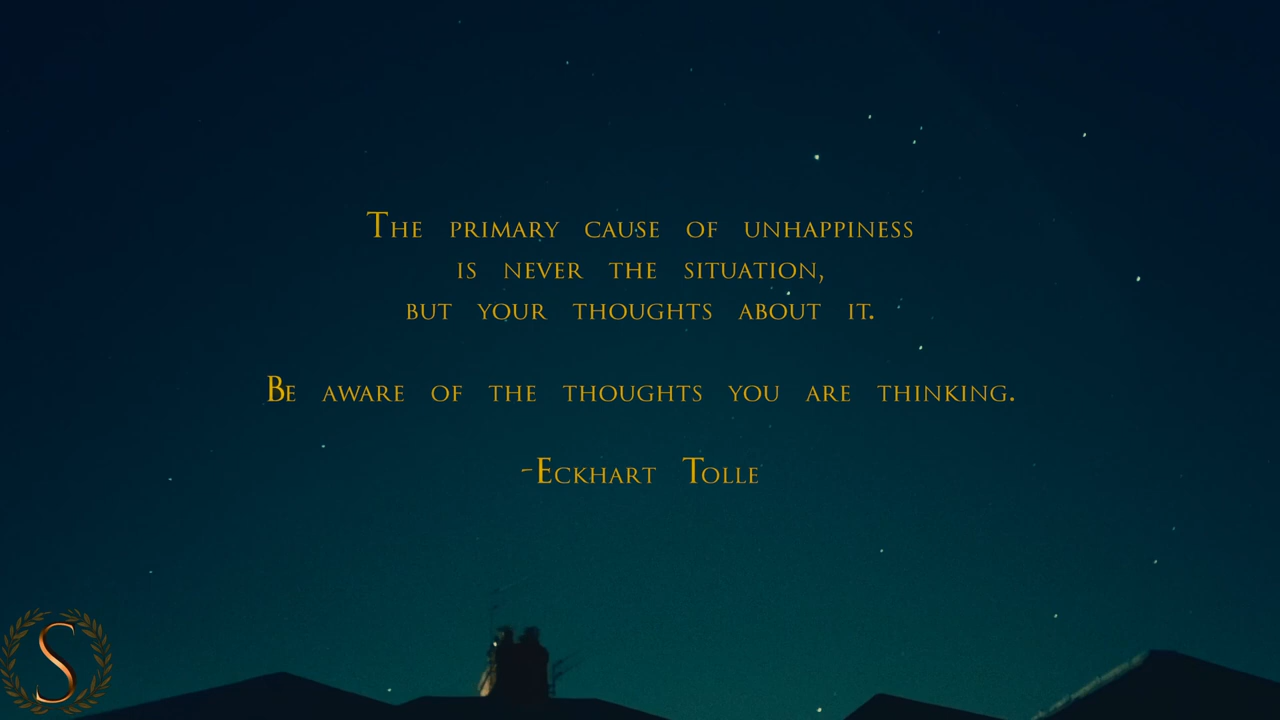 The primary cause of unhappiness
is never the situation,
but your thoughts about it.
Be aware of the thoughts you are thinking.
-Eckhart Tolle
S